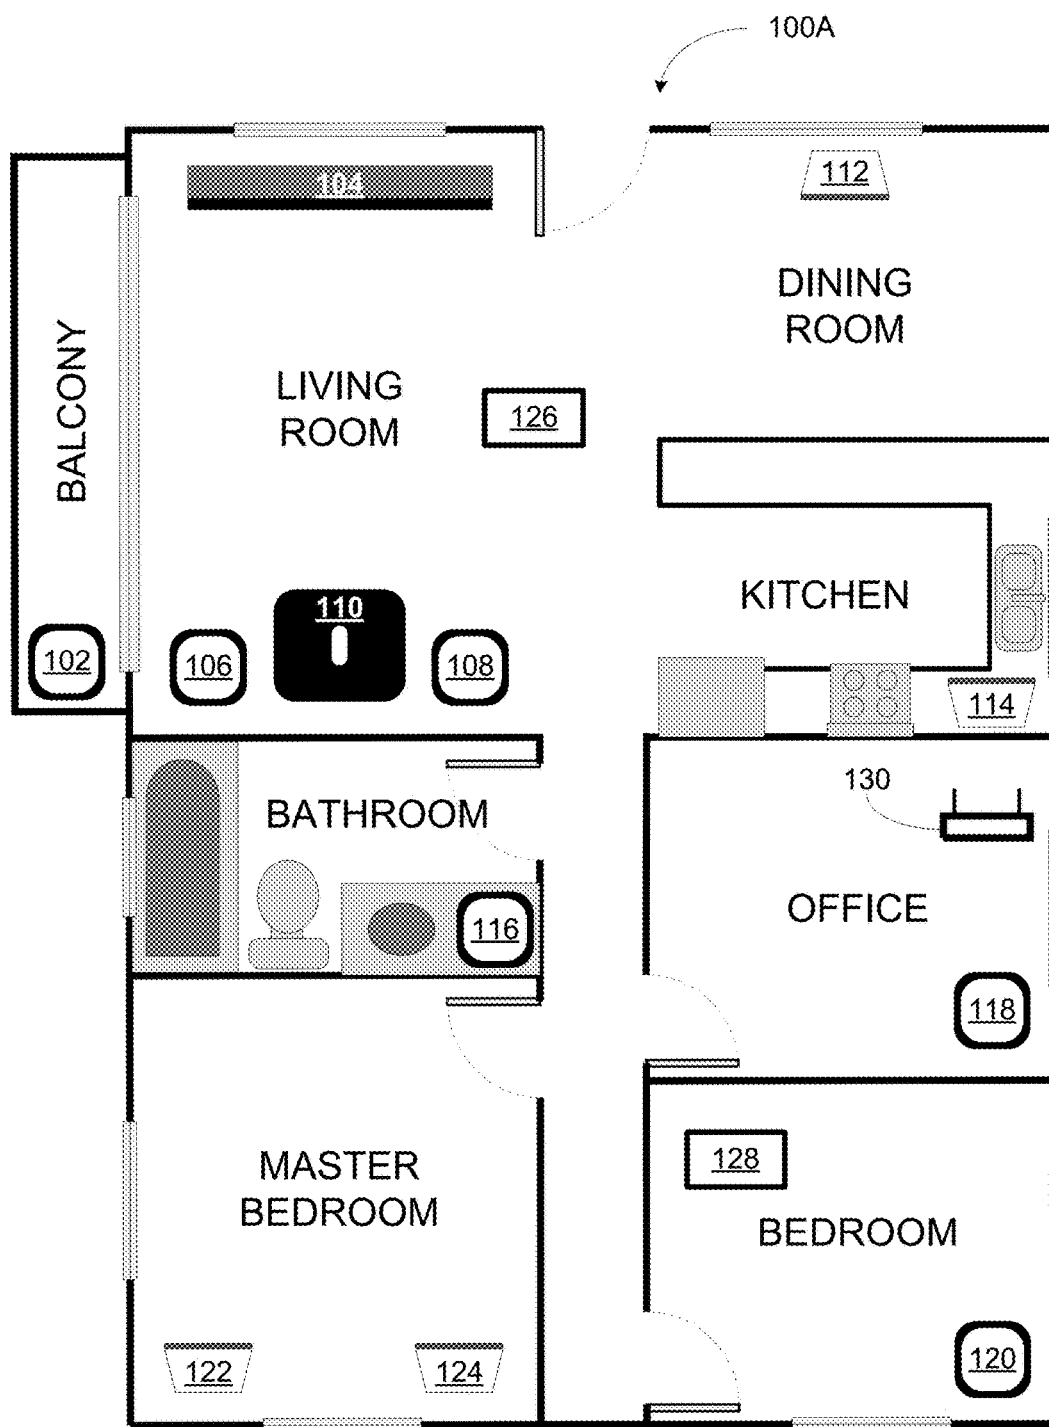 100A
104
112
DINING
ROOM
BALCONY
LIVING
ROOM
126
KITCHEN
110
102
106
108
114
130
BATHROOM
OFFICE
116
118
MASTER
BEDROOM
128
BEDROOM
122
124
120